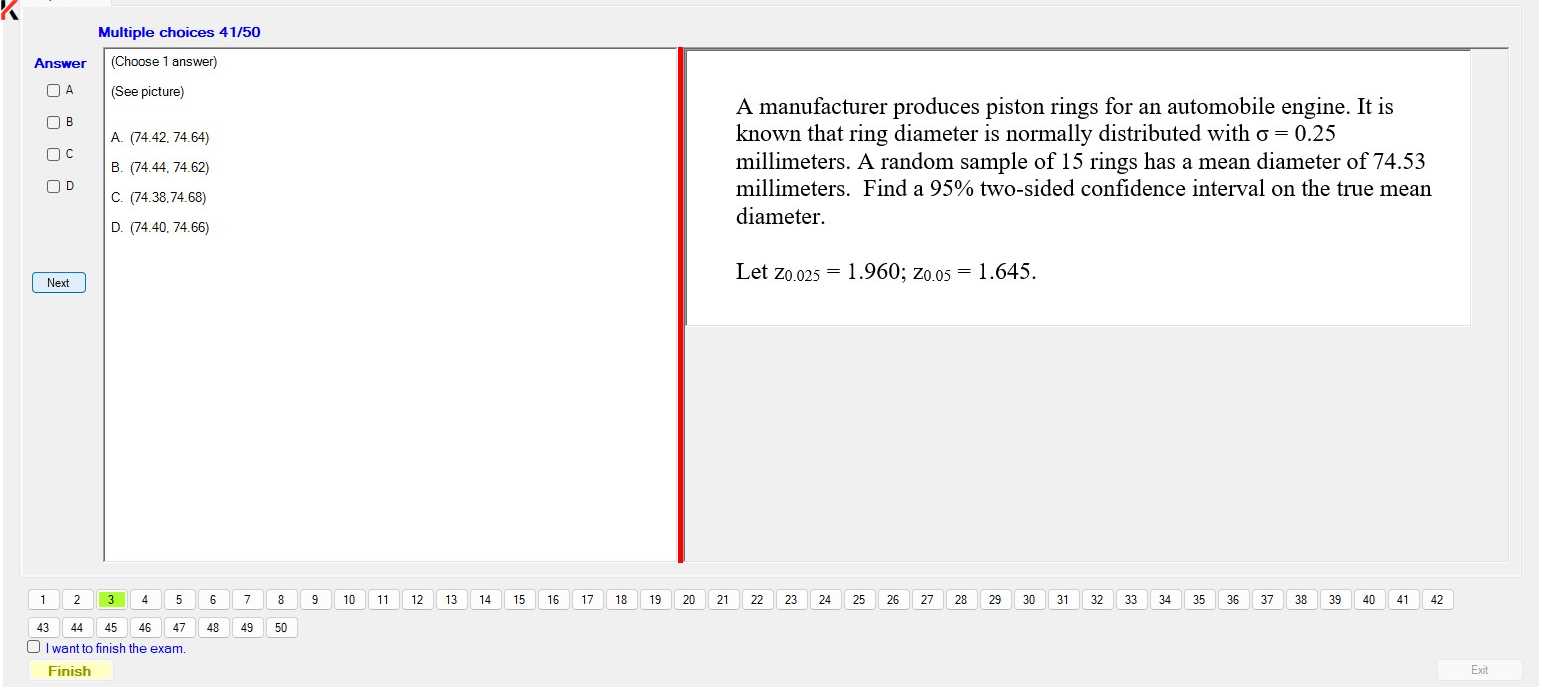 Multiple choices 41/50
Answer
A
B
C
D
Next
(Choose 1 answer)
(See picture)
A. (74.42, 74.64)
B. (74.44, 74.62)
C. (74.38,74.68)
D. (74.40, 74.66)
A manufacturer produces piston rings for an automobile engine. It is
known that ring diameter is normally distributed with σ = 0.25
millimeters. A random sample of 15 rings has a mean diameter of 74.53
millimeters. Find a 95% two-sided confidence interval on the true mean
diameter.
Let z0.025 = 1.960; z0.05 = 1.645.
1 2 3 4 5 6 7 8 9 10 11 12 13 14 15 16 17 18 19 20 21 22 23 24 25 26 27 28 29 30 31 32 33 34 35 36 37 38 39 40 41 42
43 44 45 46 47 48 49 50
I want to finish the exam.
Finish
Exit